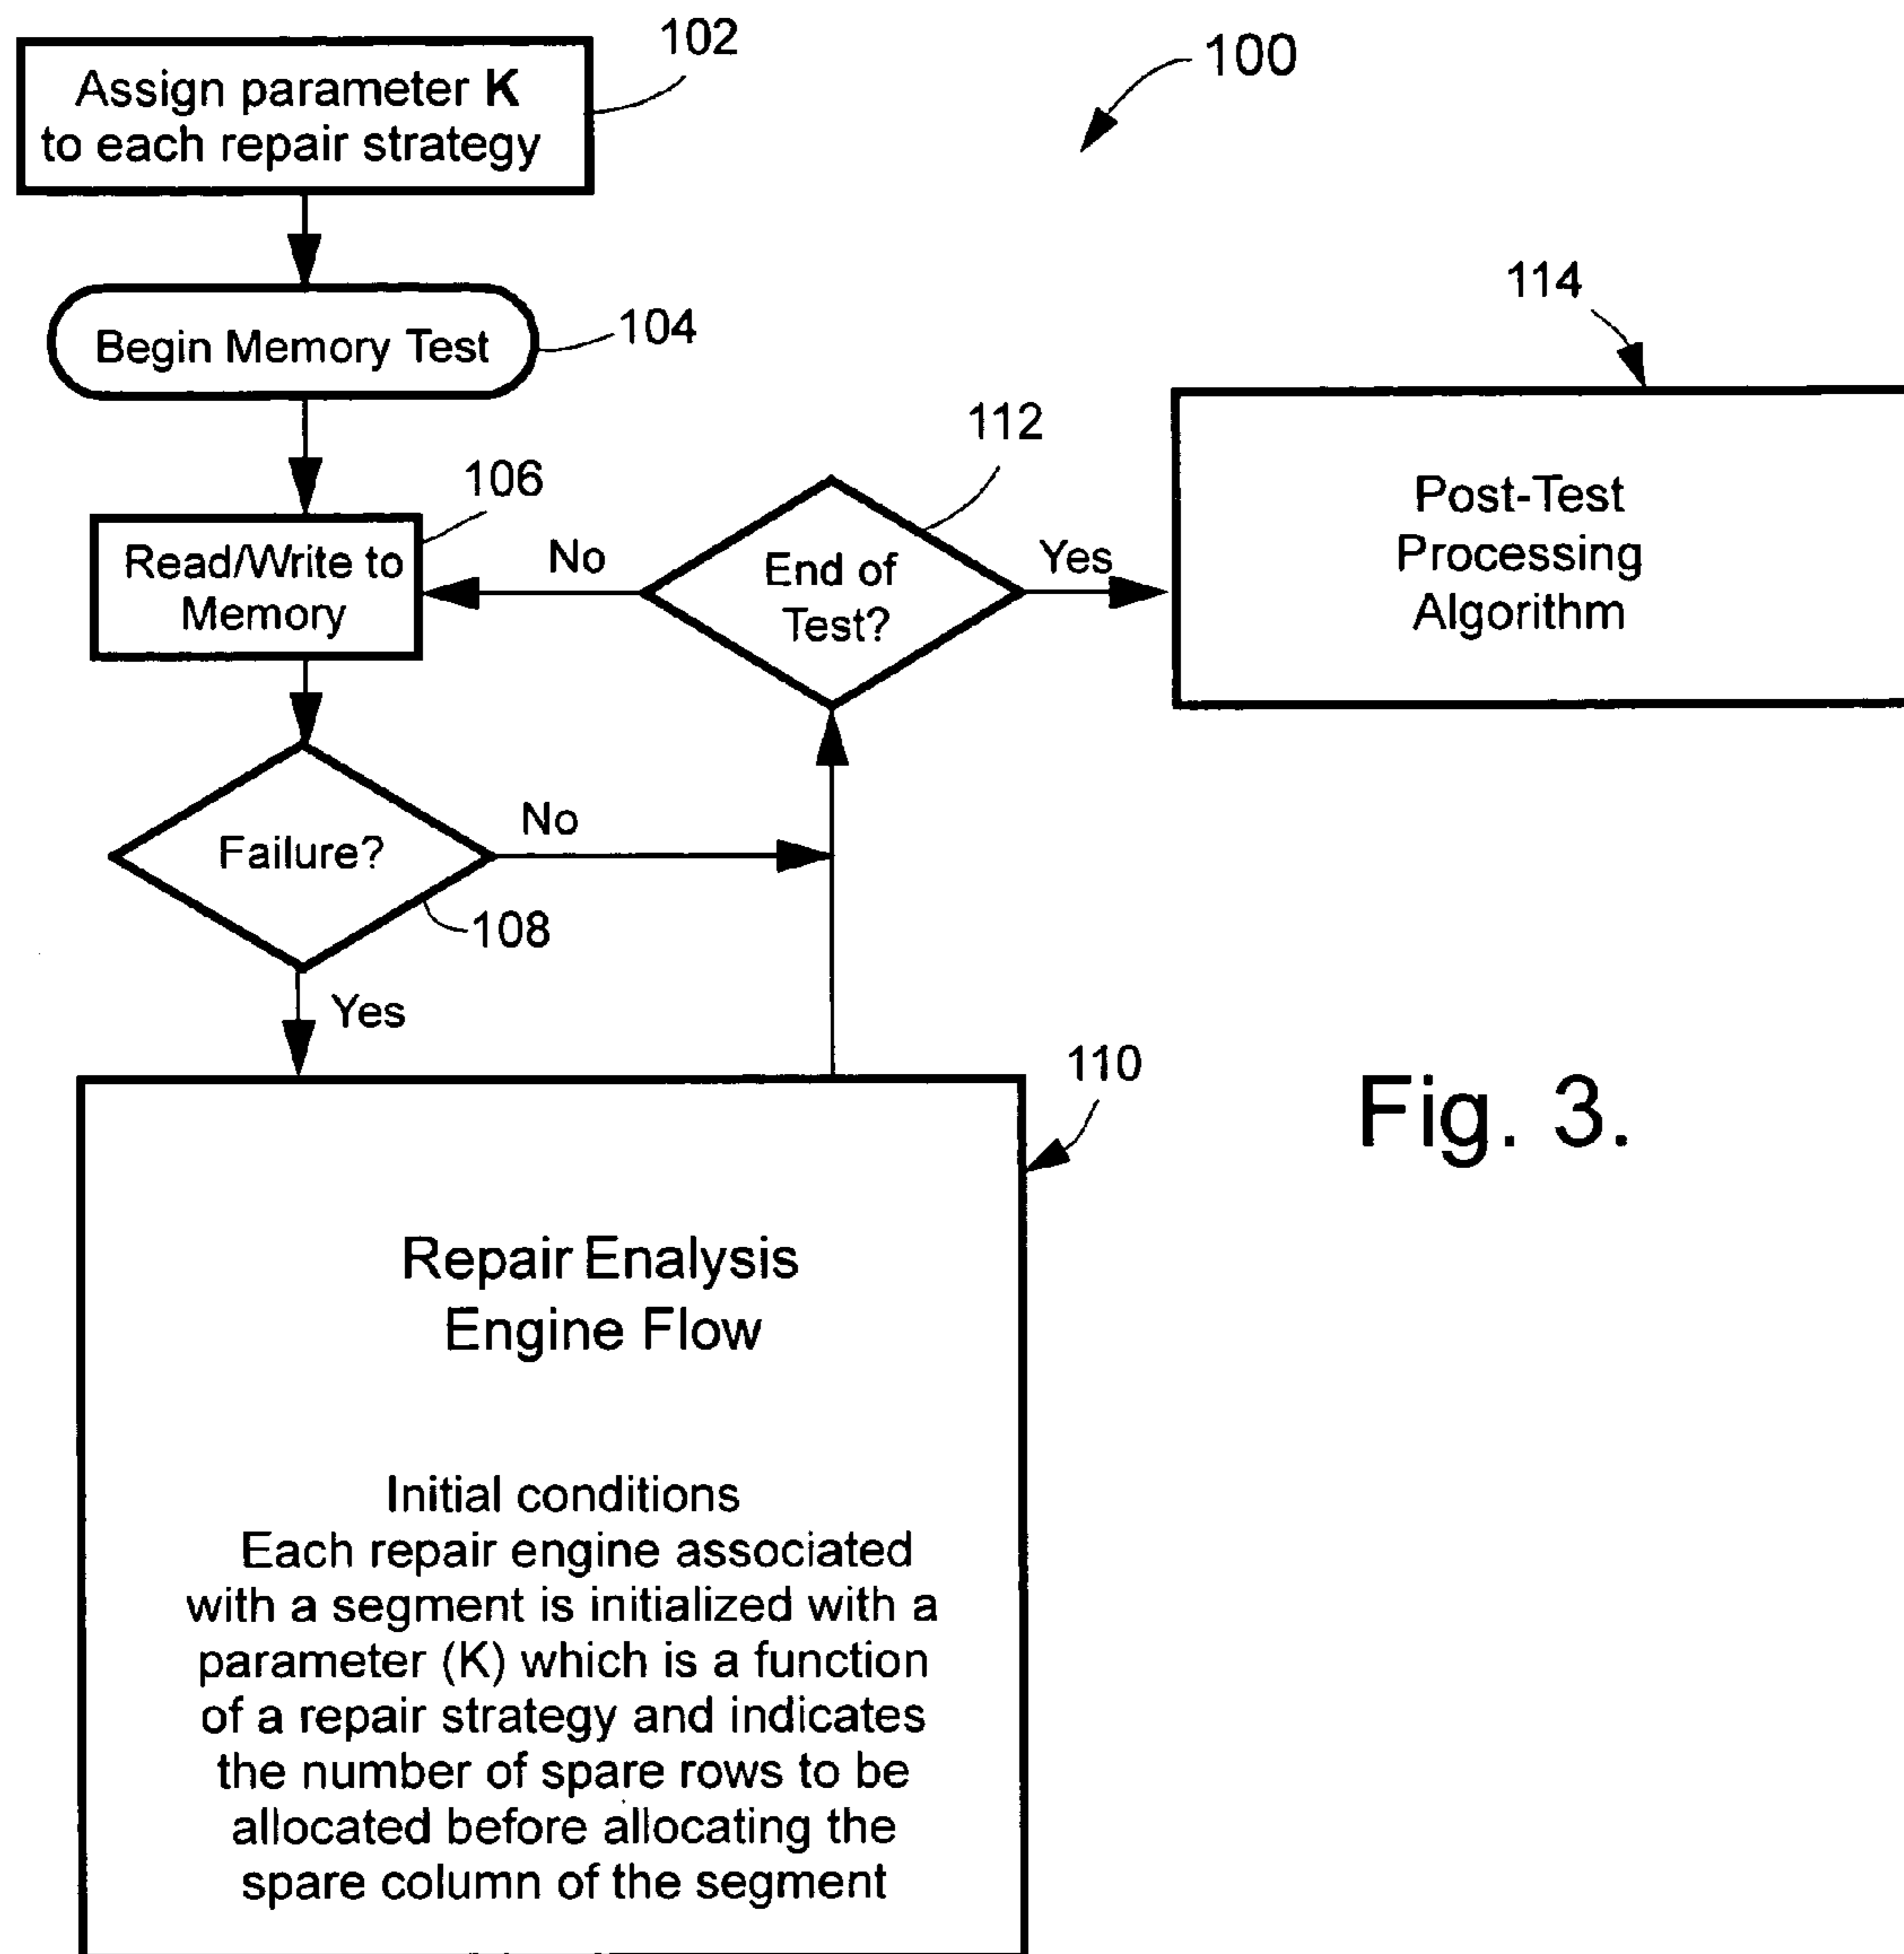 102
Assign parameter K
to each repair strategy
100
Begin Memory Test
104
114
112
106
Read/Write to
Memory
No
End of
Test?
Yes
Post-Test
Processing
Algorithm
Failure?
No
108
Yes
110
Fig. 3.
Repair Enalysis
Engine Flow
Initial conditions
Each repair engine associated
with a segment is initialized with a
parameter (K) which is a function
of a repair strategy and indicates
the number of spare rows to be
allocated before allocating the
spare column of the segment